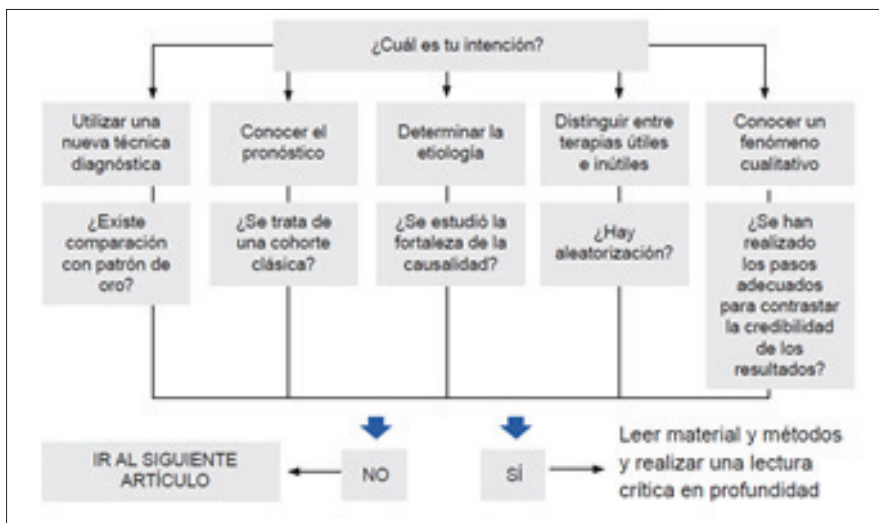 ¿Cuál es tu intención?
Utilizar una
nueva técnica
diagnóstica
Conocer el
pronóstico
Determinar la
etiología
Distinguir entre
terapias útiles
e inútiles
Conocer un
fenómeno
cualitativo
¿Existe
comparación
con patrón de
oro?
¿Se trata de
una cohorte
clásica?
¿Se estudió la
fortaleza de la
causalidad?
¿Hay
aleatorización?
¿Se han
realizado
los pasos
adecuados
para contrastar
la credibilidad
de los
resultados?
IR AL SIGUIENTE
ARTÍCULO
NO
SÍ
Leer material y métodos
y realizar una lectura
crítica en profundidad